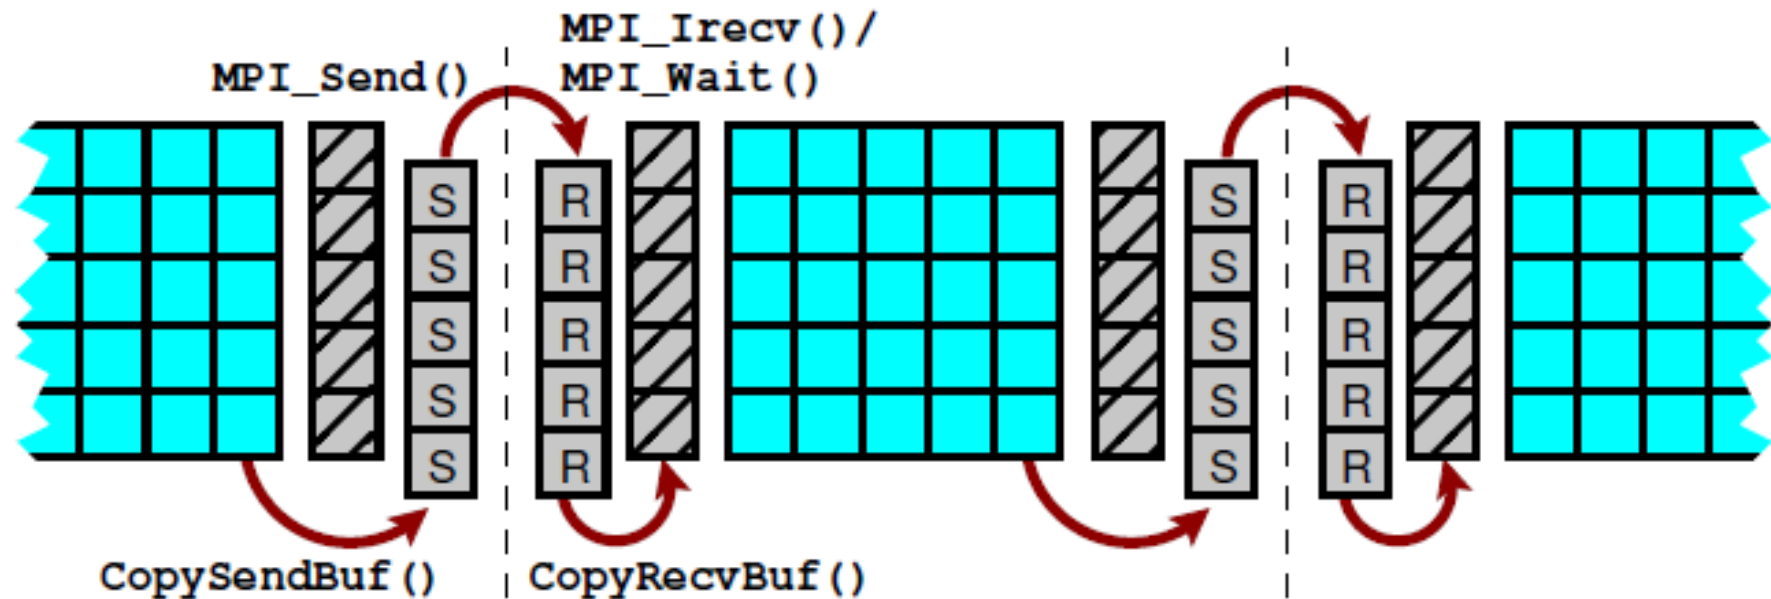 MPI_Irecv()/
MPI_Send() MPI_Wait()
S R S R
S R S R
S R S R
S R S R
S R S R
CopySendBuf() CopyRecvBuf()